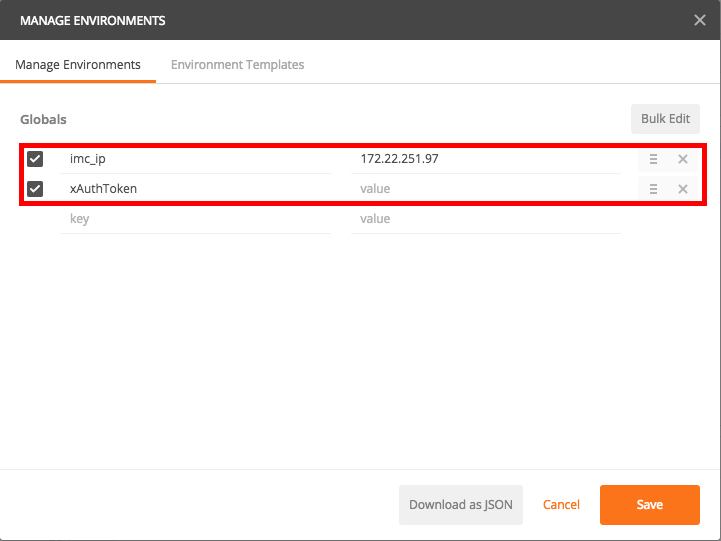 MANAGE ENVIRONMENTS
Manage Environments Environment Templates
Globals Bulk Edit
imc_ip 172.22.251.97
xAuthToken value
key value
Download as JSON Cancel Save